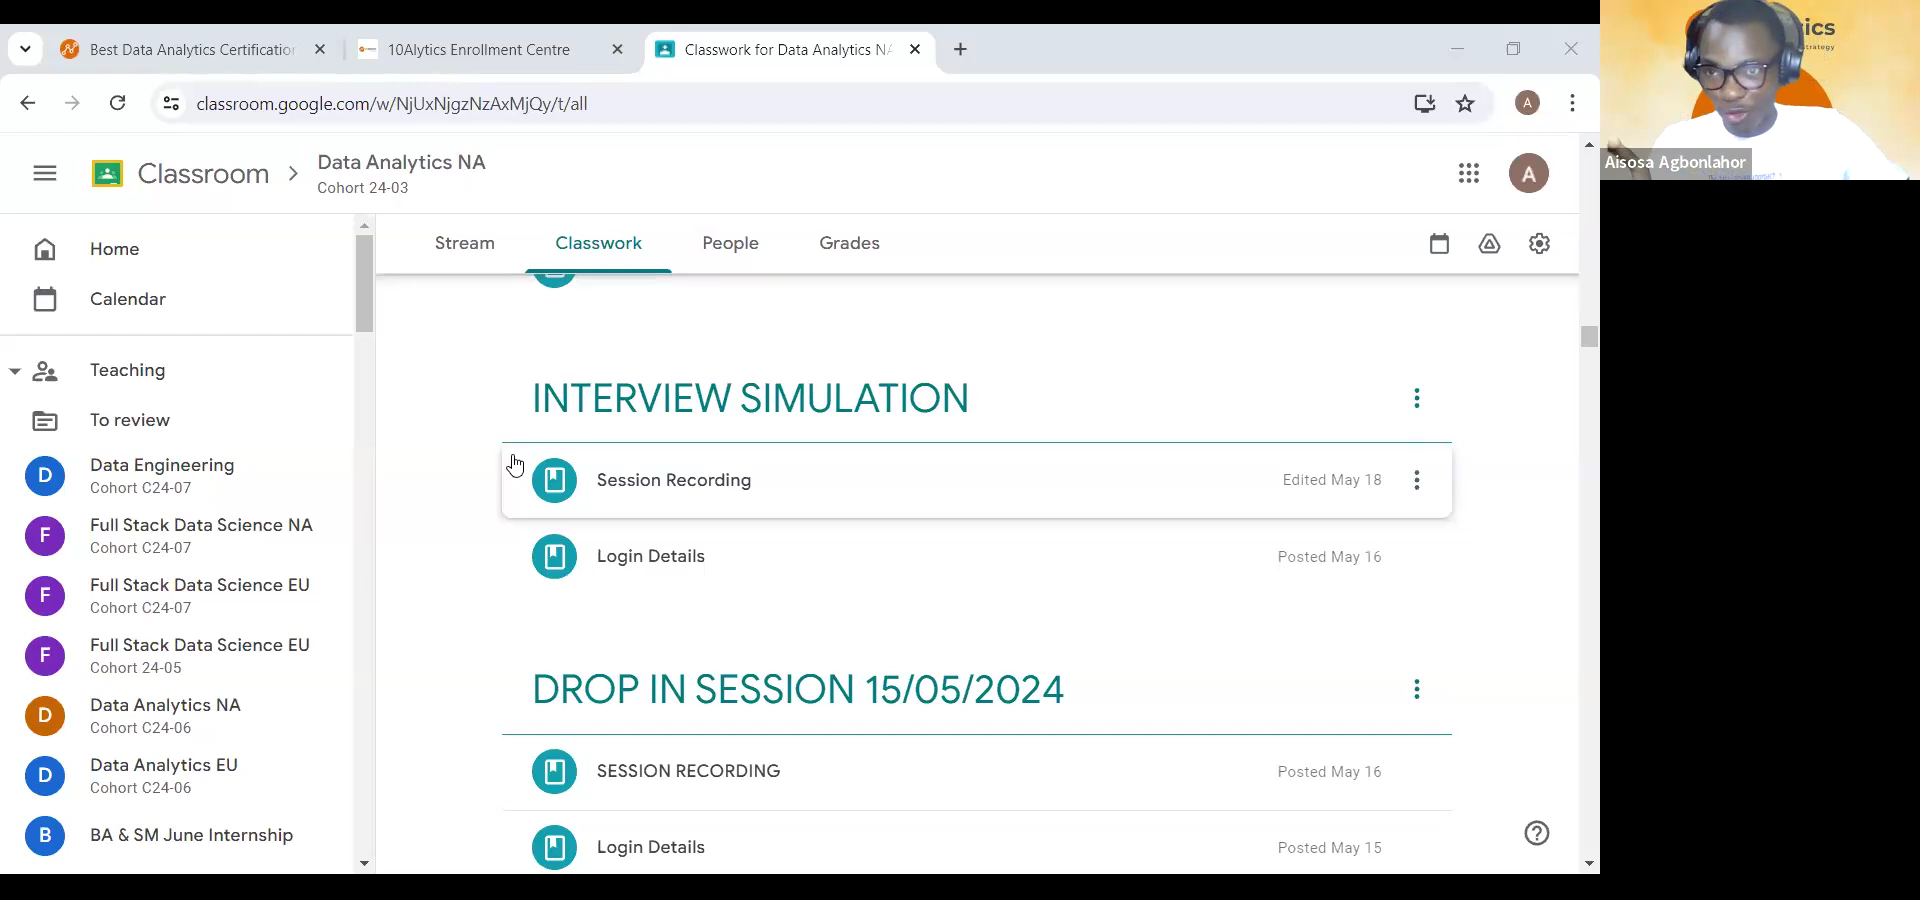 Best Data Analytics Certificatio
10Alytics Enrollment Centre
Classwork for Data Analytics NA
classroom.google.com/w/NjUxNjgzNzAxMjQy/t/all
A
Classroom
Data Analytics NA
Cohort 24-03
A
Home
Calendar
Teaching
To review
D
Data Engineering
Cohort C24-07
F
Full Stack Data Science NA
Cohort C24-07
F
Full Stack Data Science EU
Cohort C24-07
F
Full Stack Data Science EU
Cohort 24-05
D
Data Analytics NA
Cohort C24-06
D
Data Analytics EU
Cohort C24-06
B
BA & SM June Internship
Stream
Classwork
People
Grades
INTERVIEW SIMULATION
Session Recording
Edited May 18
Login Details
Posted May 16
DROP IN SESSION 15/05/2024
SESSION RECORDING
Posted May 16
Login Details
Posted May 15
ics
trategy
Aisosa Agbonlahor